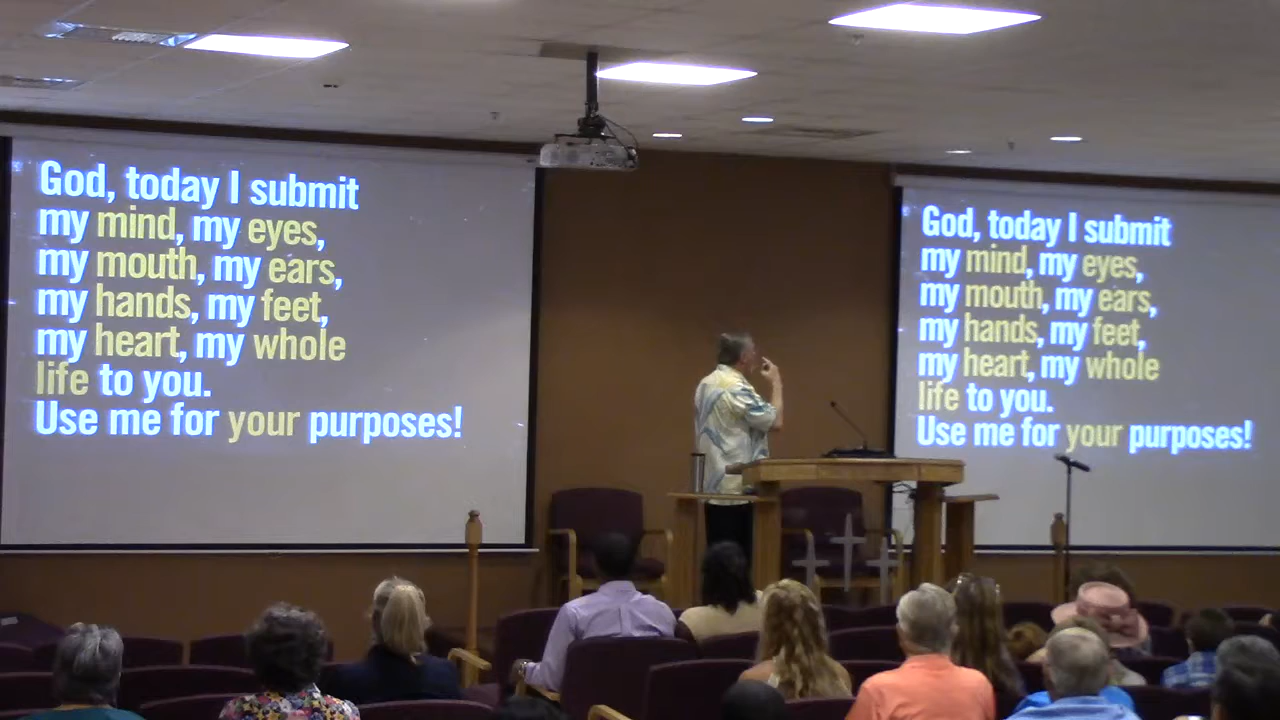 God, today I submit
my mind, my eyes,
my mouth, my ears,
my hands, my feet,
my heart, my whole
life to you.
Use me for your purposes!
God, today I submit
my mind, my eyes,
my mouth, my ears,
my hands, my feet,
my heart, my whole
life to you.
Use me for your purposes!